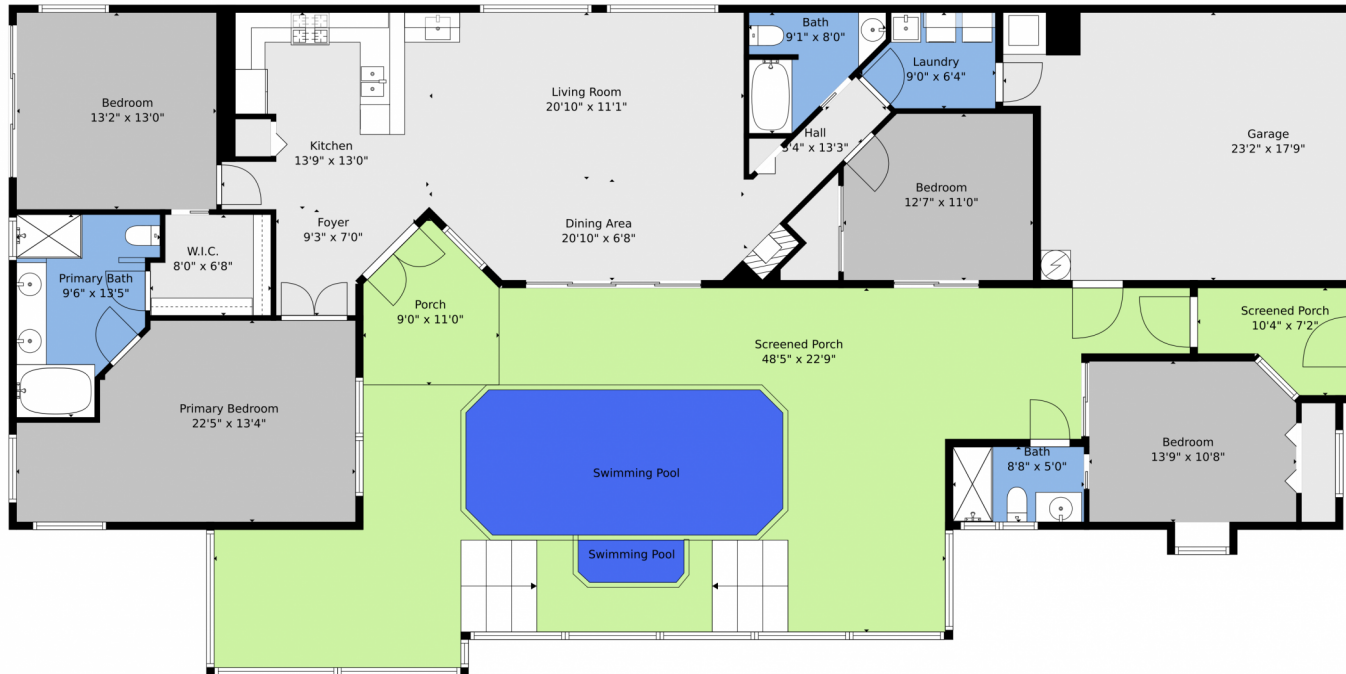 Bedroom
13'2" x 13'0"
Kitchen
13'9" x 13'0"
Living Room
20'10" x 11'1"
Bath
9'1" x 8'0"
Laundry
9'0" x 6'4"
Hall
3'4" x 13'3"
Garage
23'2" x 17'9"
Bedroom
12'7" x 11'0"
Foyer
9'3" x 7'0"
Dining Area
20'10" x 6'8"
W.I.C.
8'0" x 6'8"
Primary Bath
9'6" x 13'5"
Porch
9'0" x 11'0"
Screened Porch
48'5" x 22'9"
Screened Porch
10'4" x 7'2"
Primary Bedroom
22'5" x 13'4"
Swimming Pool
Bath
8'8" x 5'0"
Bedroom
13'9" x 10'8"
Swimming Pool